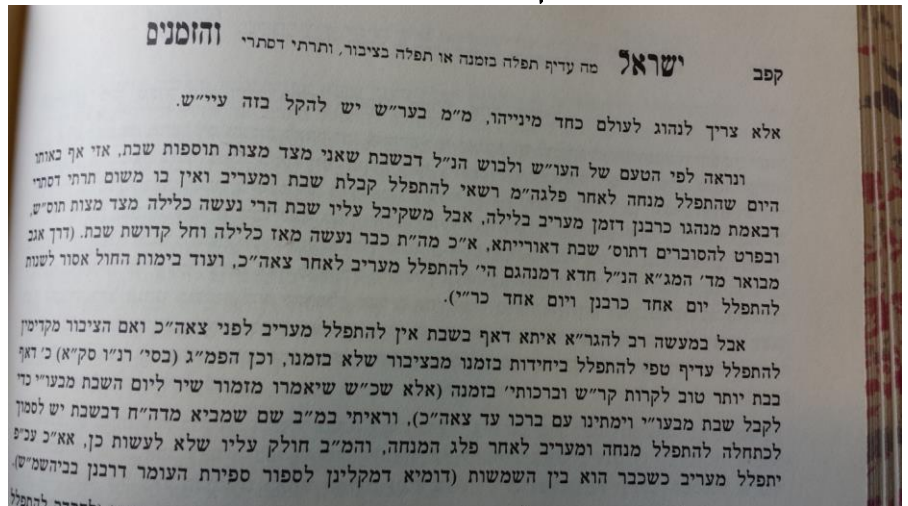 קפב ישראל מה עדיף תפלה בזמנה או תפלה בציבור, ותרתי דסתרי והזמנים
אלא צריך לנהוג לעולם כחד מינייהו, מ״מ בער״ש יש להקל בזה עיי״ש.
ונראה לפי הטעם של העו״ש ולבוש הנ״ל דבשבת שאני מצד מצות תוספות שבת, אזי אף באותו
היום שהתפלל מנחה לאחר פלגה״מ רשאי להתפלל קבלת שבת ומעריב ואין בו משום תרתי דסתרי
דבאמת מנהגו כרבנן דזמן מעריב בלילה, אבל משקיבל עליו שבת הרי נעשה כלילה מצד מצות תוס״ש,
ובפרט להסוברים דתוס׳ שבת דאורייתא, א״כ מה״ת כבר נעשה מאז כלילה וחל קדושת שבת. (דרך אגב
מבואר מד׳ המג״א הנ״ל חדא דמנהגם הי׳ להתפלל מעריב לאחר צאה״כ, ועוד בימות החול אסור לשנות
להתפלל יום אחד כרבנן ויום אחד כר״י).
אבל במעשה רב להגר״א איתא דאף בשבת אין להתפלל מעריב לפני צאה״כ ואם הציבור מקדימין
להתפלל עדיף טפי להתפלל ביחידות בזמנו מבציבור שלא בזמנו, וכן הפמ״ג (בסי׳ רנ״ו סק״א) כ׳ דאף
בבת יותר טוב לקרות קר״ש וברכותי׳ בזמנה (אלא שכ״ש שיאמרו מזמור שיר ליום השבת מבעו״י כדי
לקבל שבת מבעו״י וימתינו עם ברכו עד צאה״כ), וראיתי במ״ב שם שמביא מדה״ח דבשבת יש לסמוך
לכתחלה להתפלל מנחה ומעריב לאחר פלג המנחה, והמ״ב חולק עליו שלא לעשות כן, אא״כ עכ״פ
יתפלל מעריב כשכבר הוא בין השמשות (דומיא דמקלינן לספור ספירת העומר דרבנן בביהשמ״ש).
להתפלל